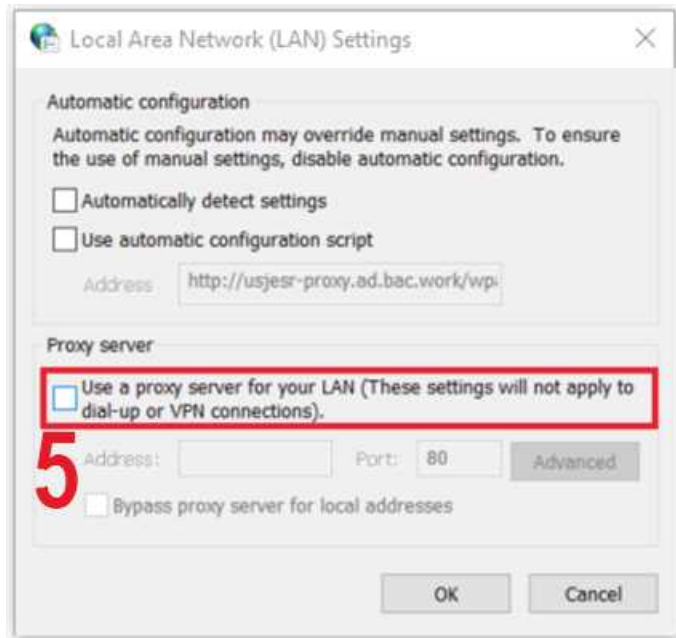 Local Area Network (LAN) Settings
Automatic configuration
Automatic configuration may override manual settings. To ensure
the use of manual settings, disable automatic configuration.
Automatically detect settings
Use automatic configuration script
Address
http://usjesr-proxy.ad.bac.work/wp
Proxy server
Use a proxy server for your LAN (These settings will not apply to
dial-up or VPN connections).
5
Address:
Port:
80
Advanced
Bypass proxy server for local addresses
OK
Cancel